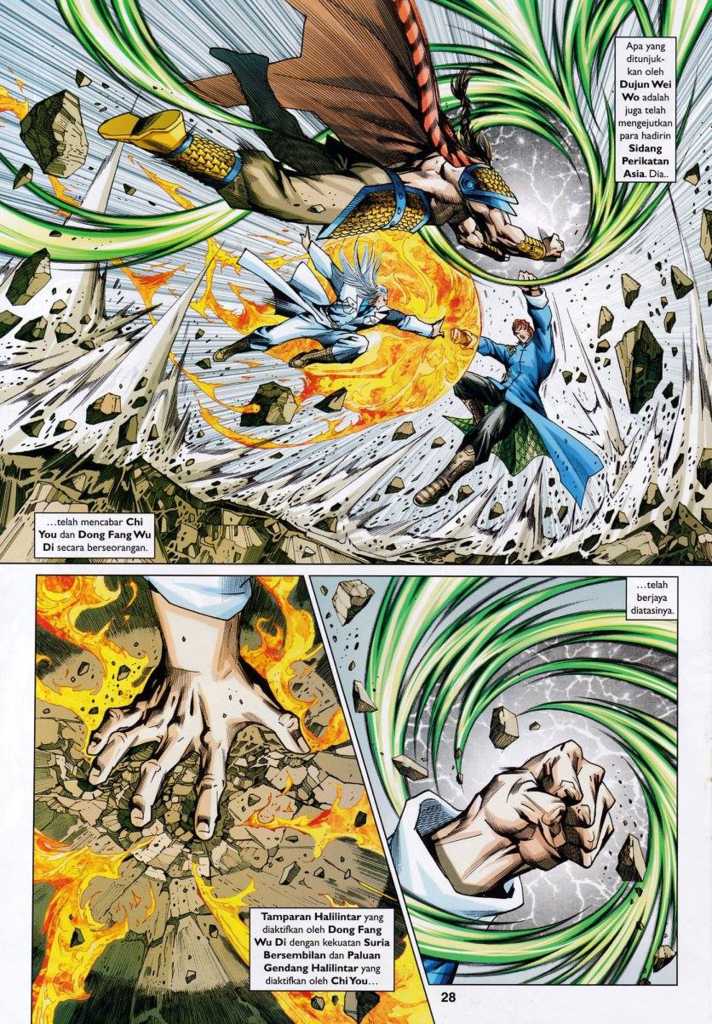 Apa yang
ditunjuk-
kan oleh
Dujun Wei
Wo adalah
juga telah
mengejutkan
para hadirin
Sidang
Perikatan
Asia. Dia..
...telah mencabar Chi
You dan Dong Fang Wu
Di secara berseorangan.
Tamparan Halilintar yang
diaktifkan oleh Dong Fang
Wu Di dengan kekuatan Suria
Bersembilan dan Paluan
Gendang Halilintar yang
diaktifkan oleh Chi You...
...telah
berjaya
diatasinya.
28